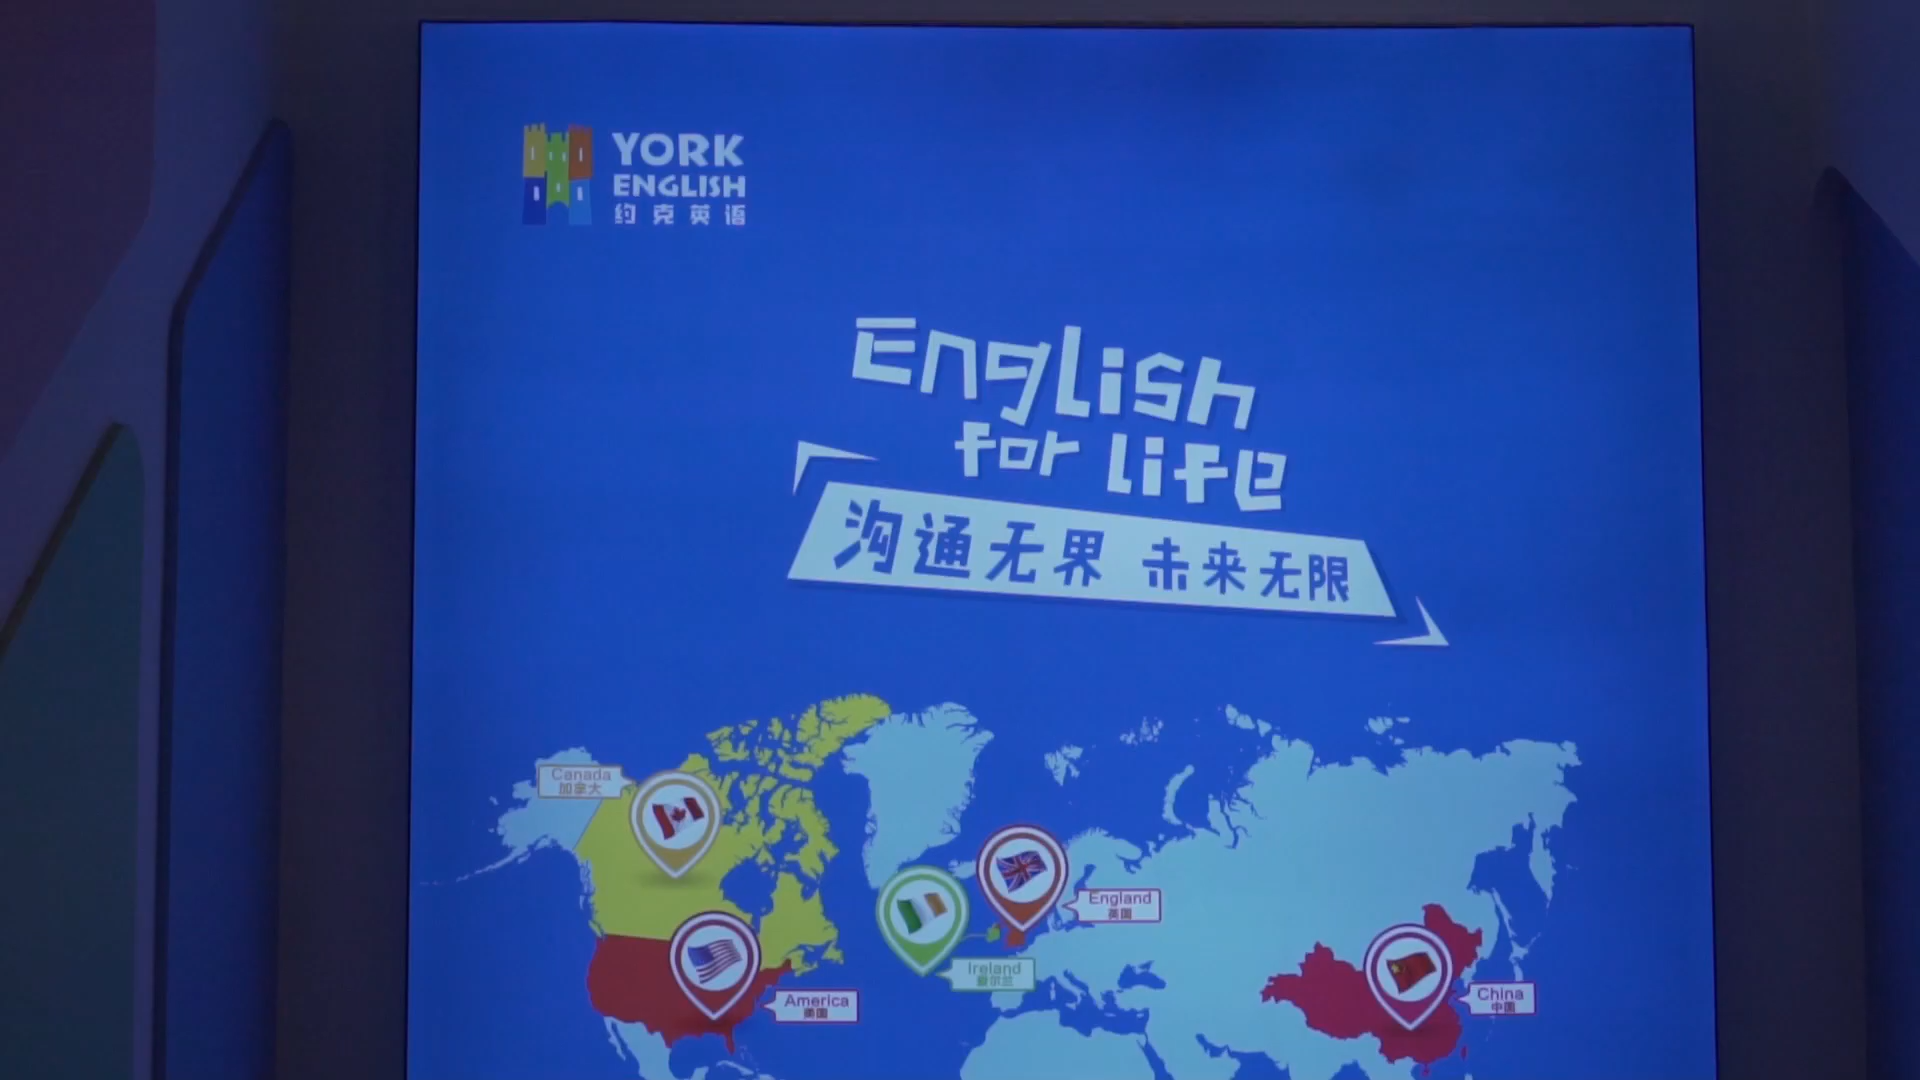 YORK
ENGLISH
约克英语
English
for life
沟通无界 未来无限
Canada
加拿大
England
英国
Ireland
爱尔兰
America
美国
China
中国